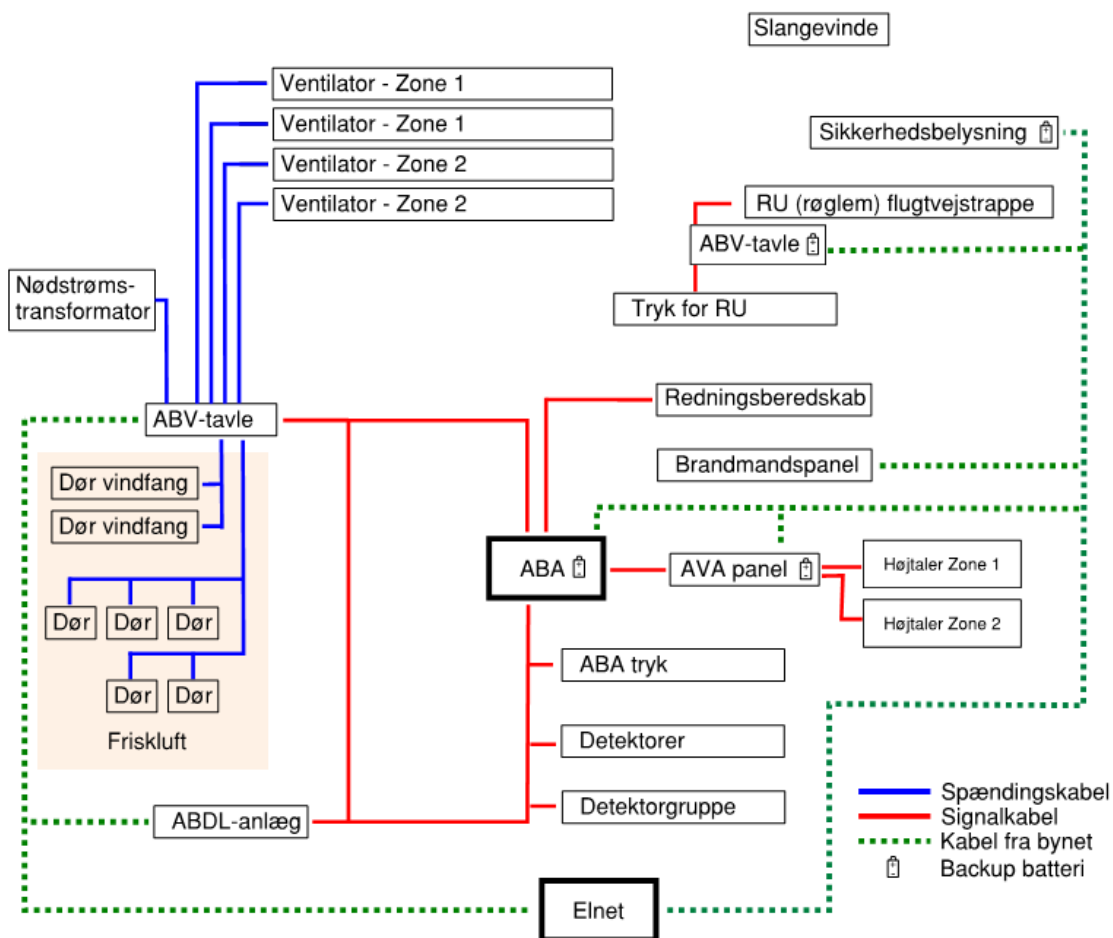 Slangevinde
Ventilator - Zone 1
Ventilator - Zone 1
Sikkerhedsbelysning
Ventilator - Zone 2
Ventilator - Zone 2
RU (røglem) flugtvejstrappe
ABV-tavle
Nødstrøms-
transformator
Tryk for RU
Redningsberedskab
ABV-tavle
Brandmandspanel
Dør vindfang
Dør vindfang
ABA
AVA panel
Højtaler Zone 1
Højtaler Zone 2
Dør Dør Dør
ABA tryk
Dør Dør
Friskluft
Detektorer
Detektorgruppe
ABDL-anlæg
Spændingskabel
Signalkabel
Kabel fra bynet
Backup batteri
Elnet